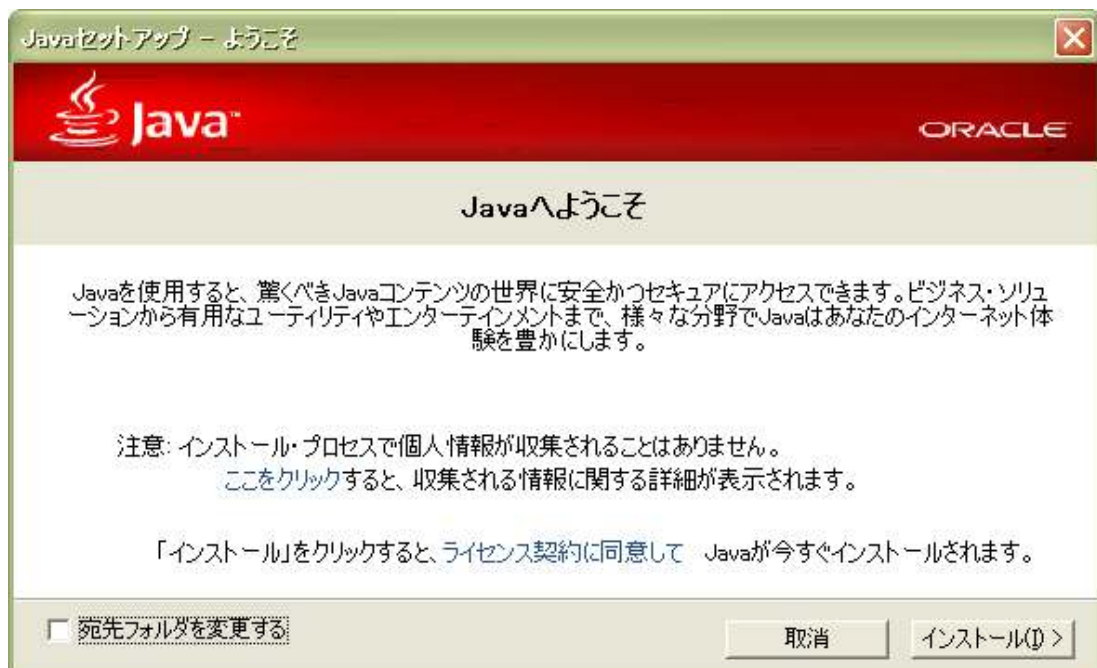 Javaセットアップ - ようこそ
Java™
ORACLE
Javaへようこそ
Javaを使用すると、驚くべきJavaコンテンツの世界に安全かつセキュアにアクセスできます。ビジネス・ソリュ
ーションから有用なユーティリティやエンターテインメントまで、様々な分野でJavaはあなたのインターネット体
験を豊かにします。
注意: インストール・プロセスで個人情報が収集されることはありません。
ここをクリックすると、収集される情報に関する詳細が表示されます。
「インストール」をクリックすると、ライセンス契約に同意して Javaが今すぐインストールされます。
宛先フォルダを変更する
取消
インストール(I) >